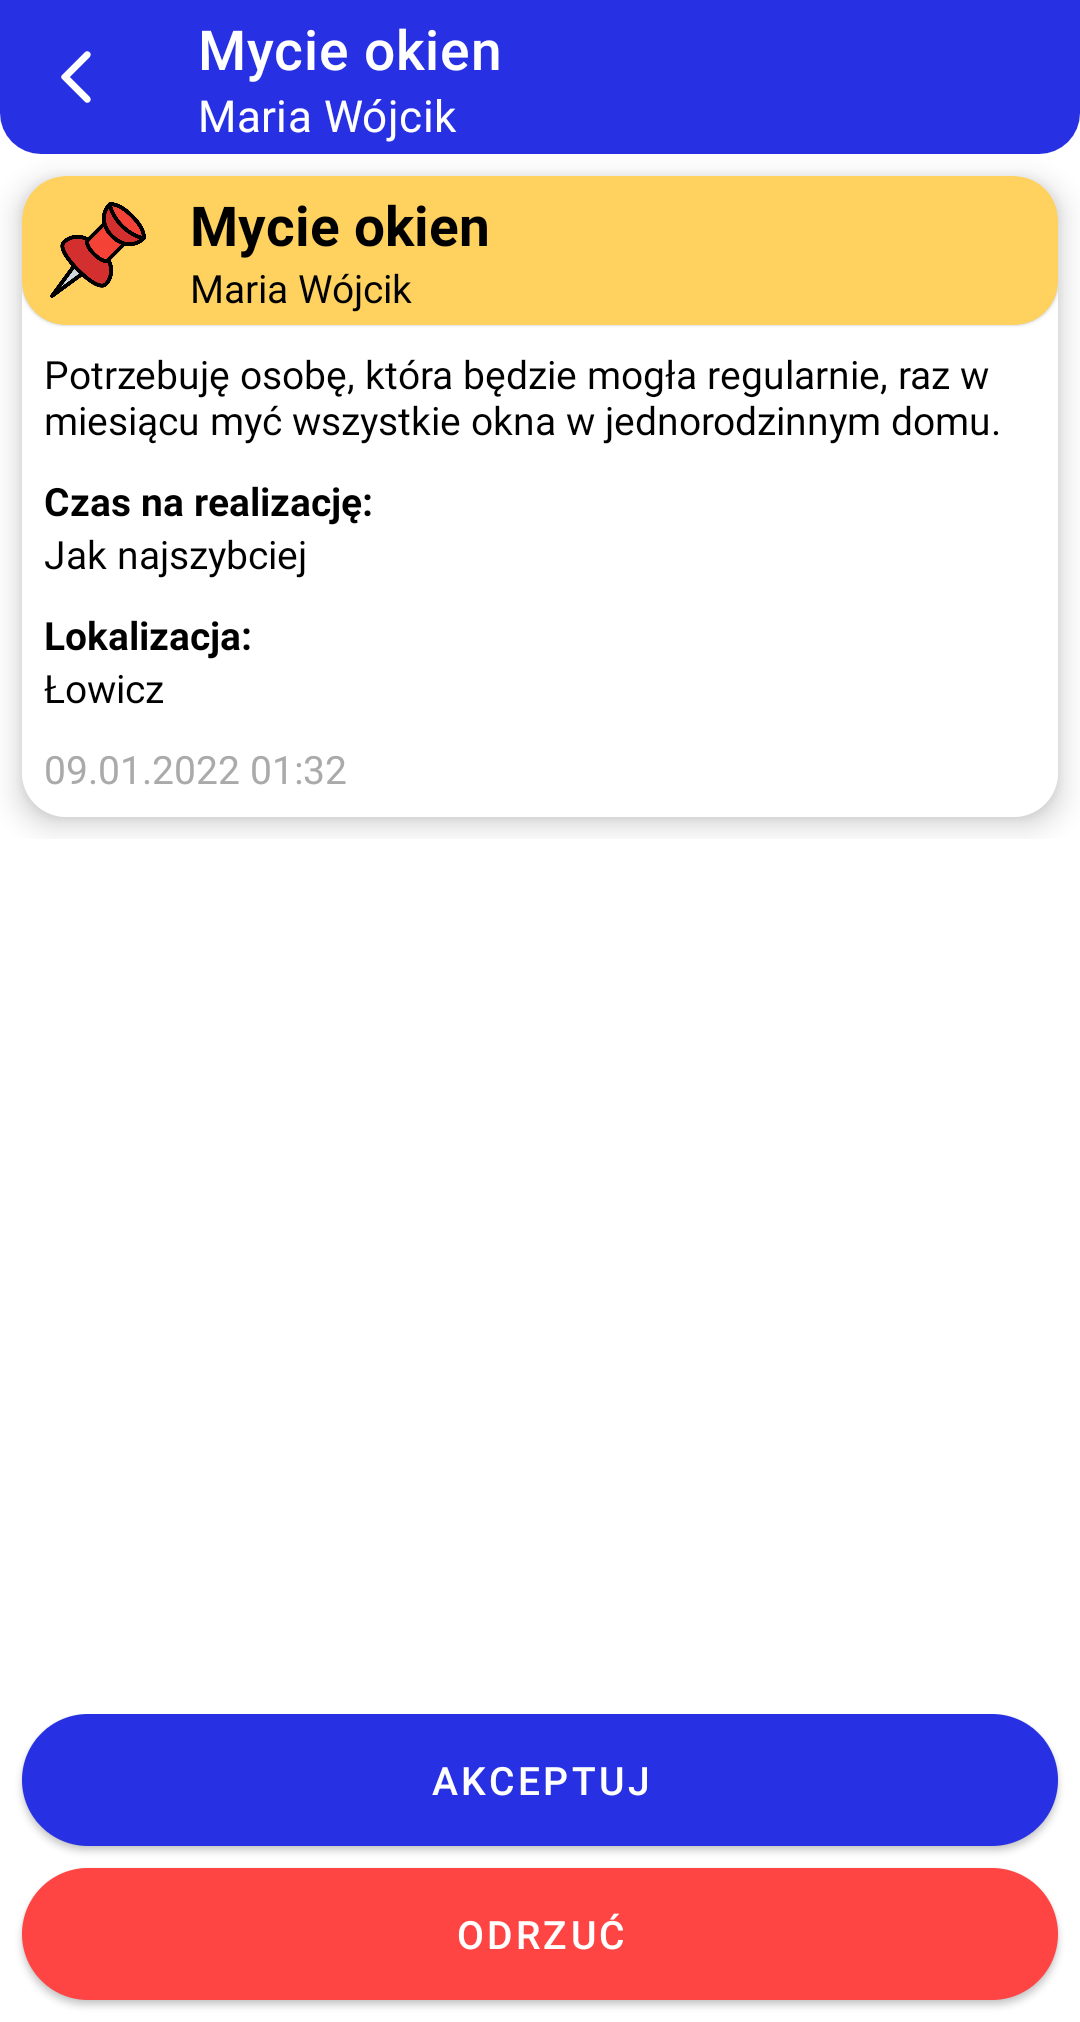 Mycie okien
Maria Wójcik
Mycie okien
Maria Wójcik
Potrzebuję osobę, która będzie mogła regularnie, raz w
miesiącu myć wszystkie okna w jednorodzinnym domu.
Czas na realizację:
Jak najszybciej
Lokalizacja:
Łowicz
09.01.2022 01:32
AKCEPTUJ
ODRZUĆ